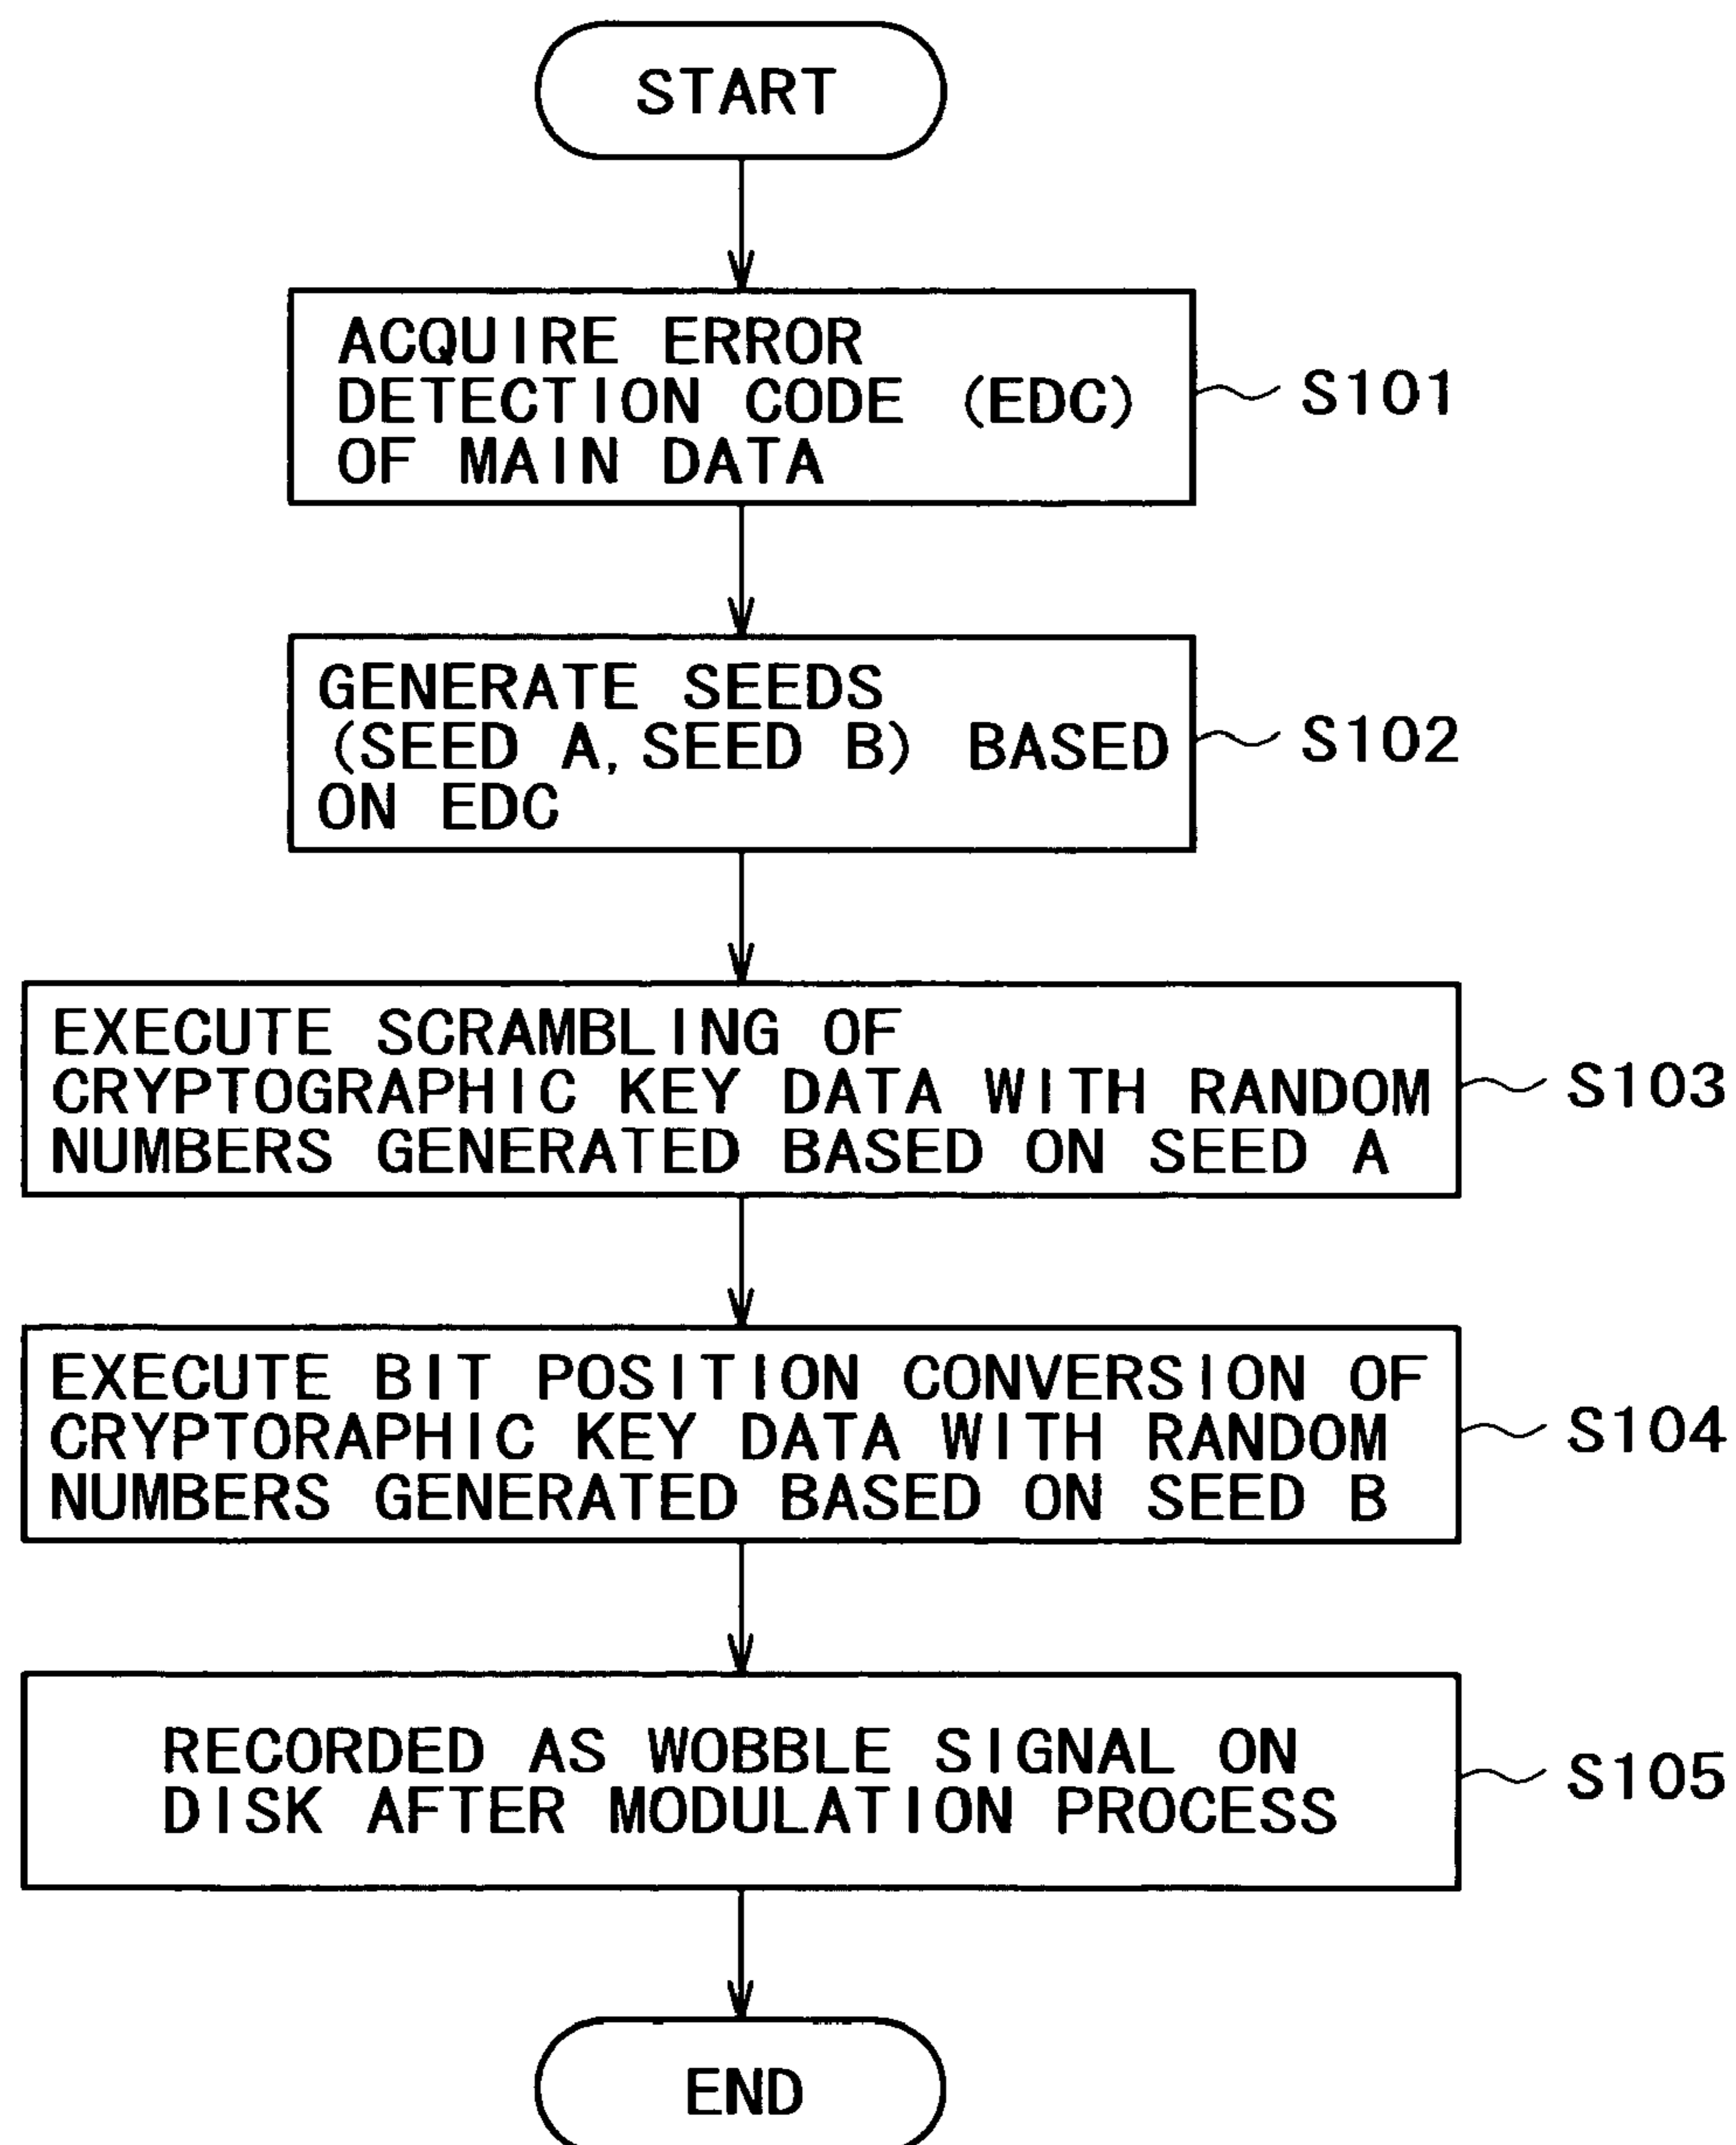 START
ACQUIRE ERROR
DETECTION CODE (EDC)
OF MAIN DATA
S101
GENERATE SEEDS
(SEED A, SEED B) BASED
ON EDC
S102
EXECUTE SCRAMBLING OF
CRYPTOGRAPHIC KEY DATA WITH RANDOM
NUMBERS GENERATED BASED ON SEED A
S103
EXECUTE BIT POSITION CONVERSION OF
CRYPTORAPHIC KEY DATA WITH RANDOM
NUMBERS GENERATED BASED ON SEED B
S104
RECORDED AS WOBBLE SIGNAL ON
DISK AFTER MODULATION PROCESS
S105
END